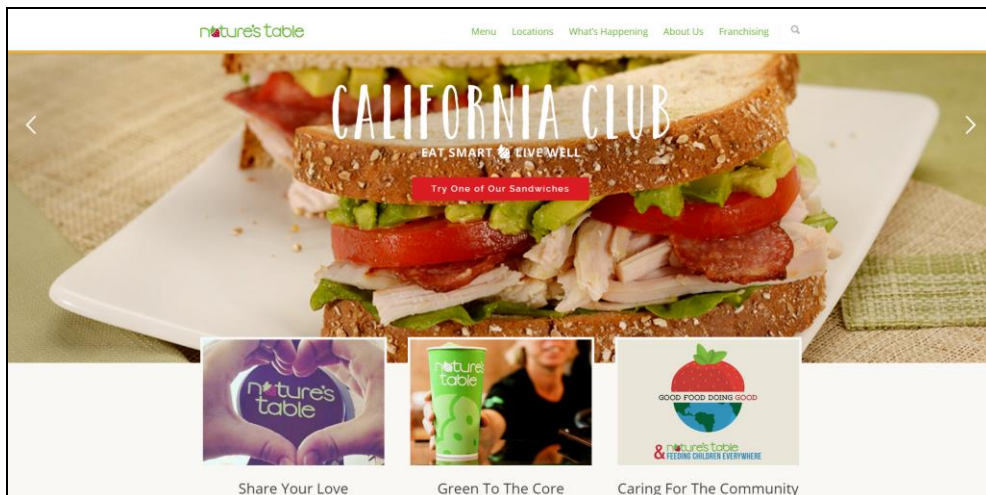 nature's table
Menu Locations What's Happening About Us Franchising
CALIFORNIA CLUB
EAT SMART LIVE WELL
Try One of Our Sandwiches
nature's
table
nature's
table
GOOD FOOD DOING GOOD
& nature's table
FEEDING CHILDREN EVERYWHERE
Share Your Love
Green To The Core
Caring For The Community